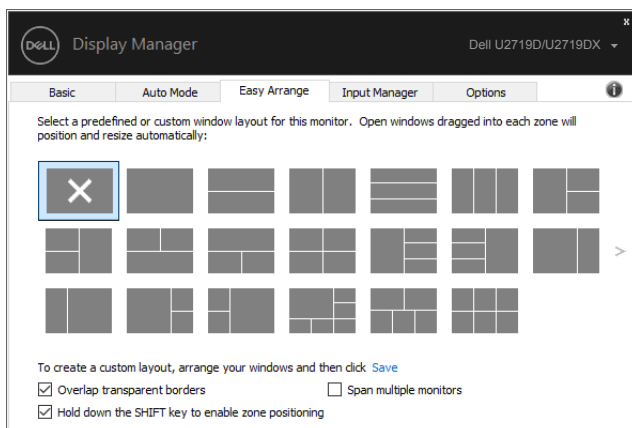 x
DELL Display Manager Dell U2719D/U2719DX
Basic Auto Mode Easy Arrange Input Manager Options i
Select a predefined or custom window layout for this monitor. Open windows dragged into each zone will
position and resize automatically:
To create a custom layout, arrange your windows and then click Save
Overlap transparent borders Span multiple monitors
Hold down the SHIFT key to enable zone positioning